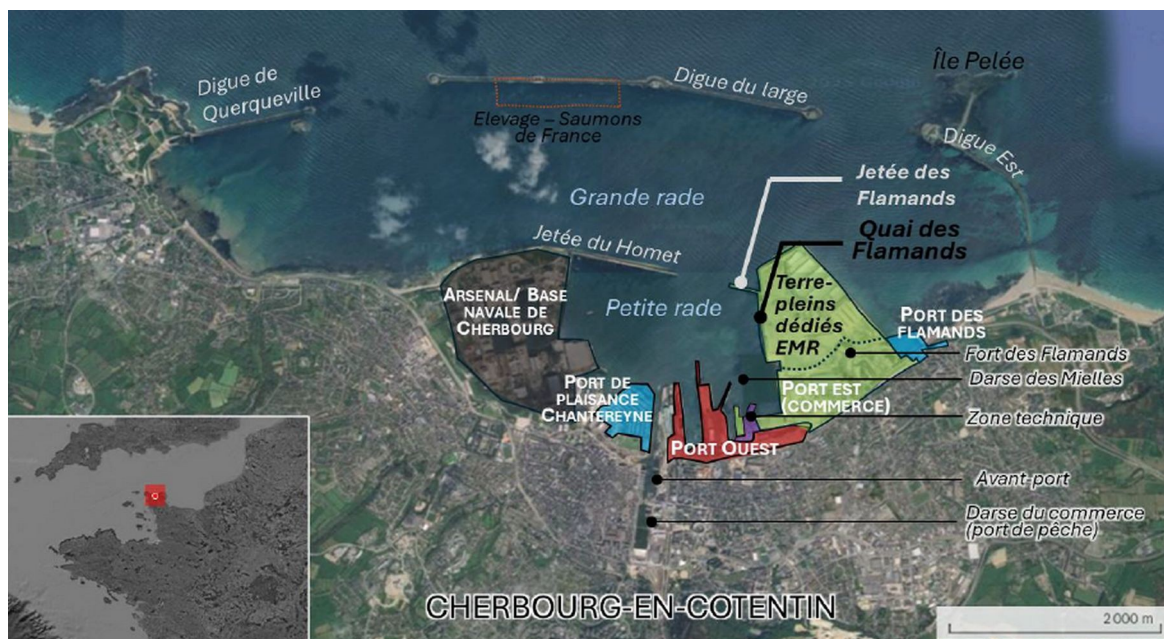 Île Pelée
Digue de
Querqueville
Digue du large
Elevage – Saumons
de France
Digue Est
Jetée des
Flamands
Grande rade
Quai des
Flamands
Jetée du Homet
Terre-
pleins
dédiés
EMR
ARSENAL/ BASE
NAVALE DE
CHERBOURG
Petite rade
PORT DES
FLAMANDS
Fort des Flamands
Darse des Mielles
PORT DE
PLAISANCE
CHANTEREYNE
PORT EST
(COMMERCE)
Zone technique
PORT OUEST
Avant-port
Darse du commerce
(port de pêche)
CHERBOURG-EN-COTENTIN
2 000 m